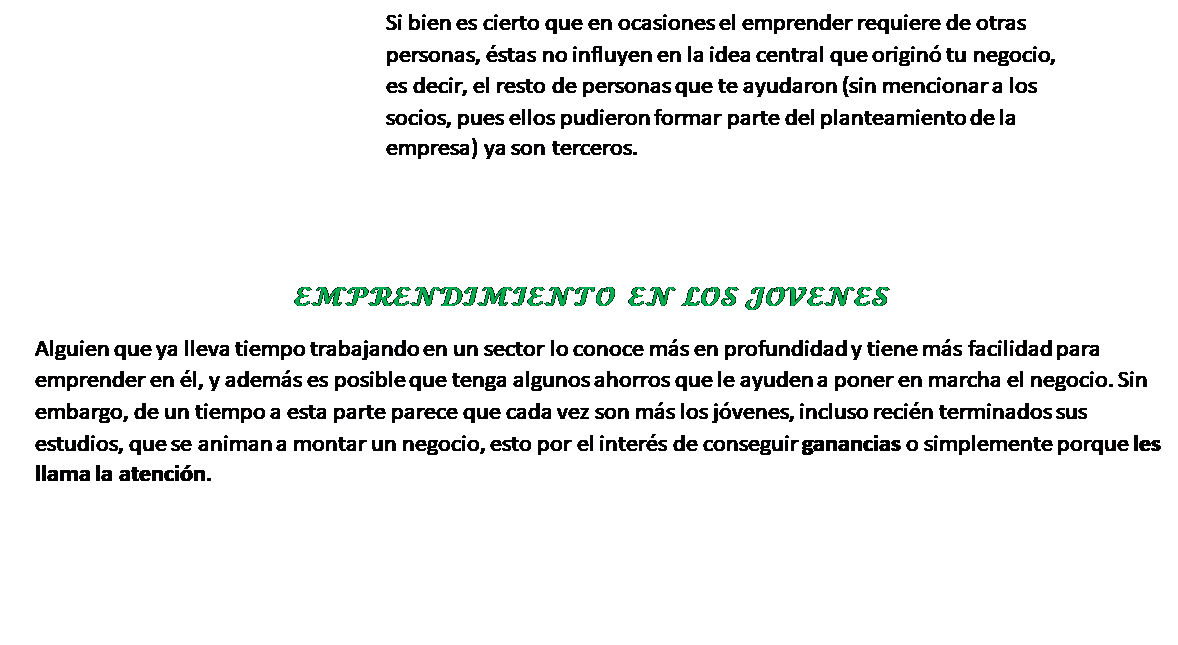 Si bien es cierto que en ocasiones el emprender requiere de otras
personas, éstas no influyen en la idea central que originó tu negocio,
es decir, el resto de personas que te ayudaron (sin mencionar a los
socios, pues ellos pudieron formar parte del planteamiento de la
empresa) ya son terceros.
EMPRENDIMIENTO EN LOS JOVENES
Alguien que ya lleva tiempo trabajando en un sector lo conoce más en profundidad y tiene más facilidad para
emprender en él, y además es posible que tenga algunos ahorros que le ayuden a poner en marcha el negocio. Sin
embargo, de un tiempo a esta parte parece que cada vez son más los jóvenes, incluso recién terminados sus
estudios, que se animan a montar un negocio, esto por el interés de conseguir ganancias o simplemente porque les
llama la atención.